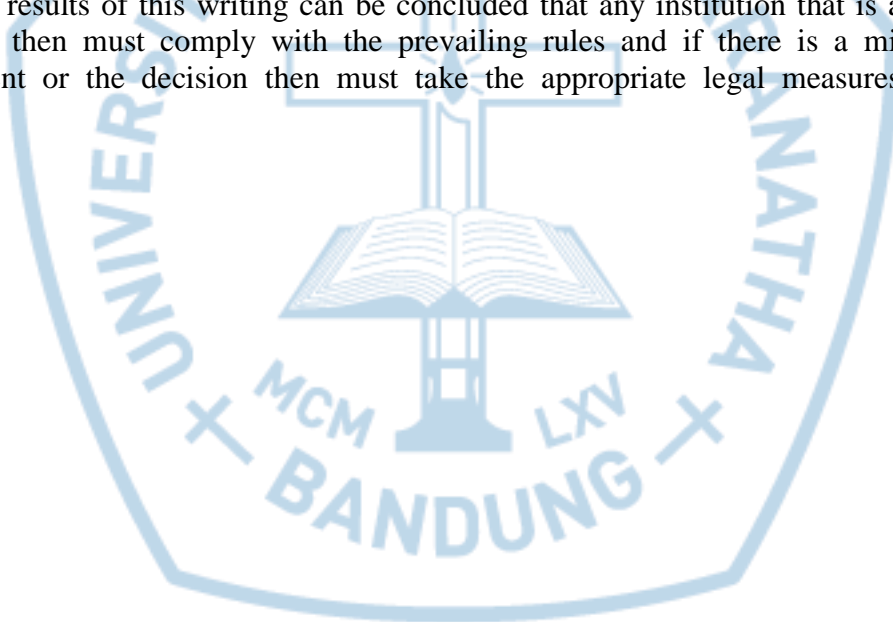 results of this writing can be concluded that any institution that is a
then must comply with the prevailing rules and if there is a mi
nt or the decision then must take the appropriate legal measures
UNIVERSI
RANATHA
MCM LXV
BANDUNG